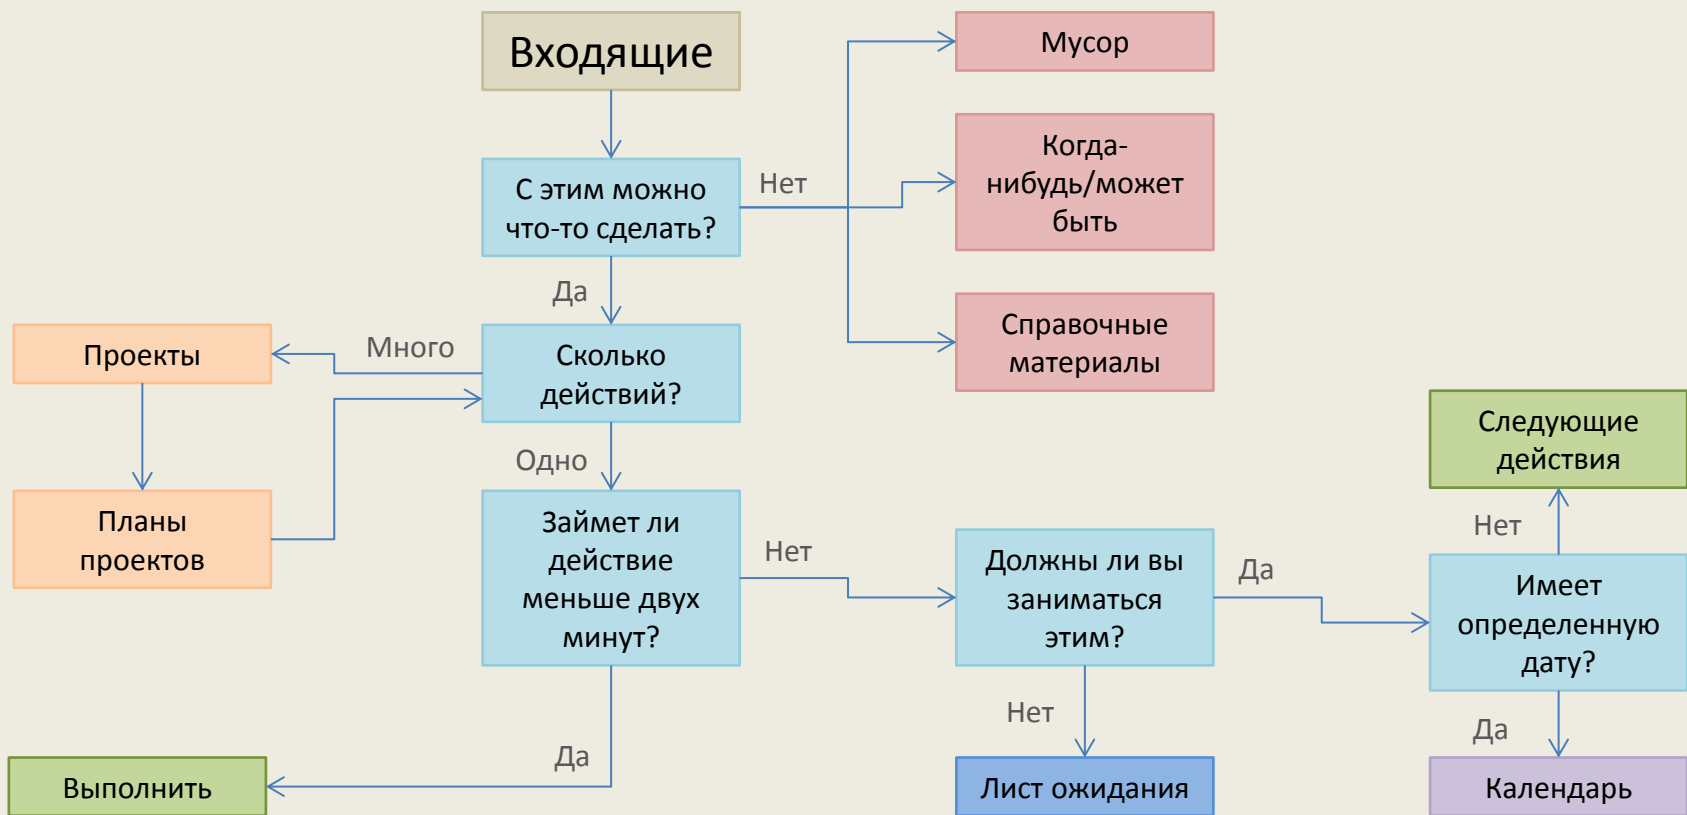 Входящие
Мусор
С этим можно
что-то сделать?
Нет
Когда-
нибудь/может
быть
Да
Справочные
материалы
Проекты
Много
Сколько
действий?
Одно
Планы
проектов
Займет ли
действие
меньше двух
минут?
Нет
Должны ли вы
заниматься
этим?
Да
Следующие
действия
Нет
Имеет
определенную
дату?
Да
Выполнить
Нет
Лист ожидания
Да
Календарь